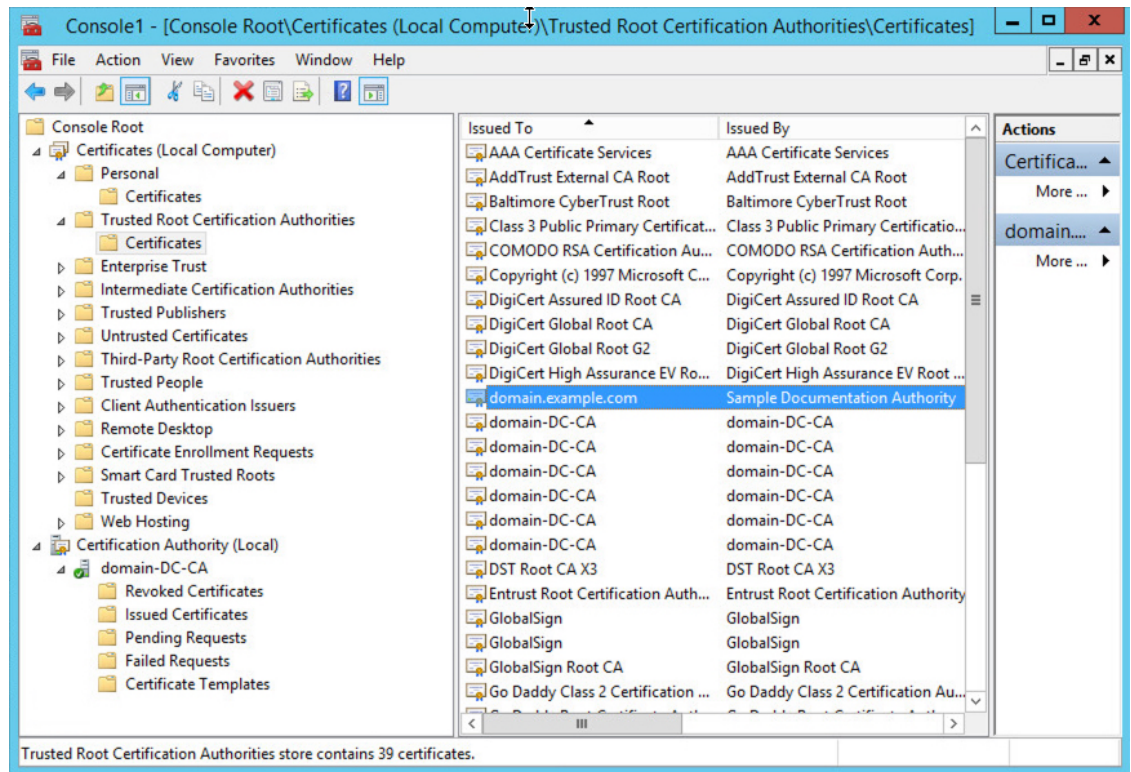 Console1 - [Console Root\Certificates (Local Computer)\Trusted Root Certification Authorities\Certificates]
File Action View Favorites Window Help
Console Root
Certificates (Local Computer)
Personal
Certificates
Trusted Root Certification Authorities
Certificates
Enterprise Trust
Intermediate Certification Authorities
Trusted Publishers
Untrusted Certificates
Third-Party Root Certification Authorities
Trusted People
Client Authentication Issuers
Remote Desktop
Certificate Enrollment Requests
Smart Card Trusted Roots
Trusted Devices
Web Hosting
Certification Authority (Local)
domain-DC-CA
Revoked Certificates
Issued Certificates
Pending Requests
Failed Requests
Certificate Templates
Issued To Issued By
AAA Certificate Services AAA Certificate Services
AddTrust External CA Root AddTrust External CA Root
Baltimore CyberTrust Root Baltimore CyberTrust Root
Class 3 Public Primary Certificat... Class 3 Public Primary Certificatio...
COMODO RSA Certification Au... COMODO RSA Certification Auth...
Copyright (c) 1997 Microsoft C... Copyright (c) 1997 Microsoft Corp.
DigiCert Assured ID Root CA DigiCert Assured ID Root CA
DigiCert Global Root CA DigiCert Global Root CA
DigiCert Global Root G2 DigiCert Global Root G2
DigiCert High Assurance EV Ro... DigiCert High Assurance EV Root ...
domain.example.com Sample Documentation Authority
domain-DC-CA domain-DC-CA
domain-DC-CA domain-DC-CA
domain-DC-CA domain-DC-CA
domain-DC-CA domain-DC-CA
domain-DC-CA domain-DC-CA
domain-DC-CA domain-DC-CA
DST Root CA X3 DST Root CA X3
Entrust Root Certification Auth... Entrust Root Certification Authority
GlobalSign GlobalSign
GlobalSign GlobalSign
GlobalSign Root CA GlobalSign Root CA
Go Daddy Class 2 Certification ... Go Daddy Class 2 Certification Au...
Actions
Certifica...
More ...
domain....
More ...
Trusted Root Certification Authorities store contains 39 certificates.